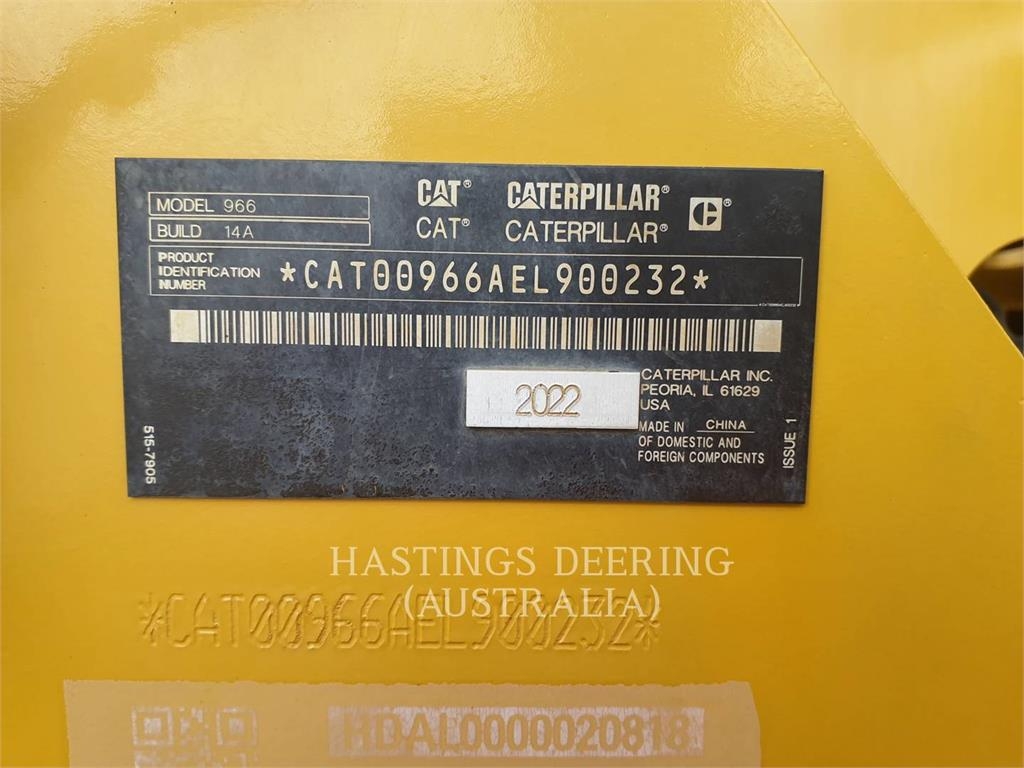 CAT® CATERPILLAR®
CAT® CATERPILLAR® C®
MODEL 966
BUILD 14A
PRODUCT
IDENTIFICATION
NUMBER
*CAT00966AEL900232*
2022
CATERPILLAR INC.
PEORIA, IL 61629
USA
MADE IN CHINA
OF DOMESTIC AND
FOREIGN COMPONENTS
515-7905
ISSUE 1
HASTINGS DEERING
(AUSTRALIA)
*CAT00966AEL900232*
HDAL0000020818